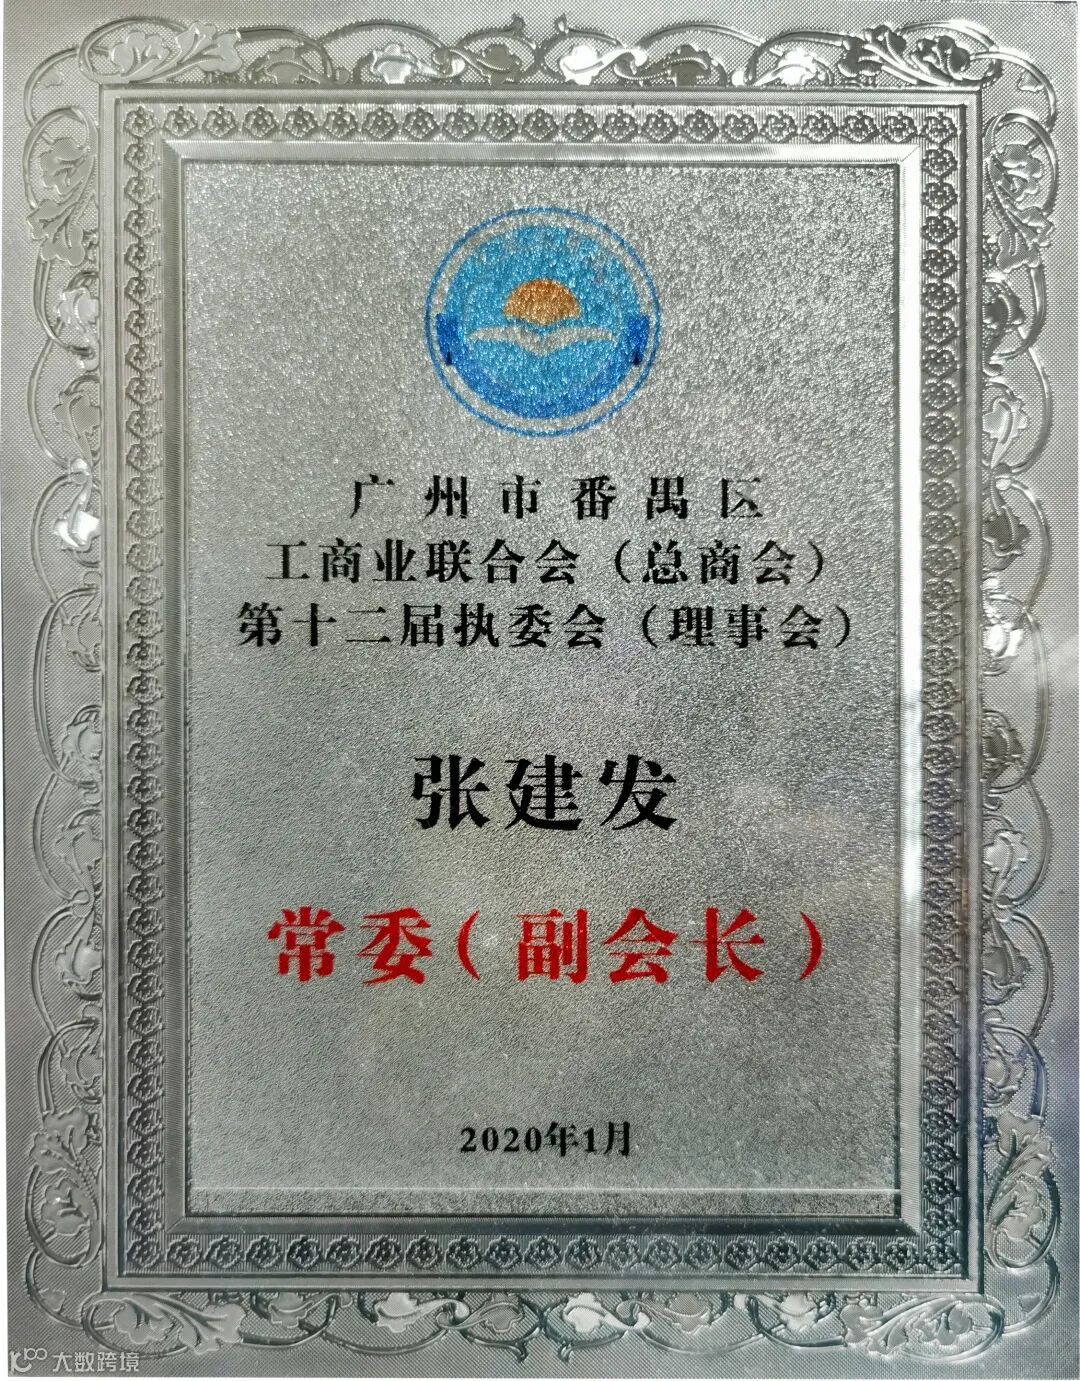 广州市番禺区
工商业联合会（总商会）
第十二届执委会（理事会）
张建发
常委（副会长）
2020年1月
大数跨境